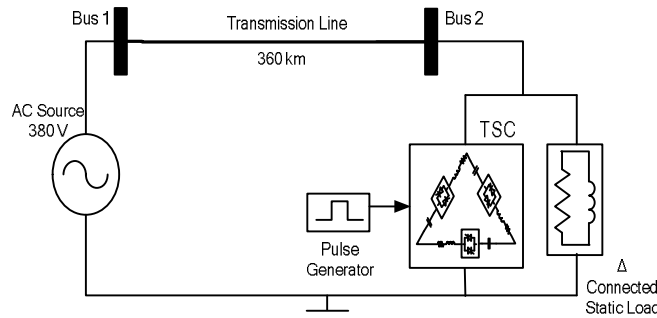 Bus 1
Transmission Line
Bus 2
360 km
AC Source
380 V
TSC
Pulse
Generator
Δ
Connected
Static Load